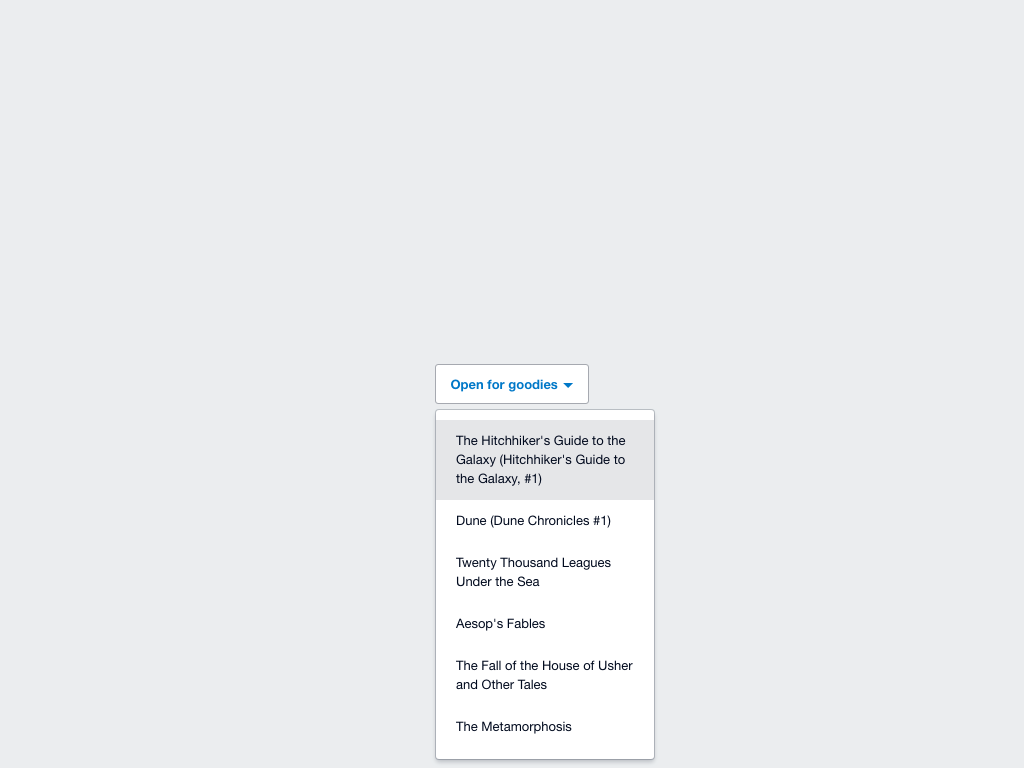 Open for goodies
The Hitchhiker's Guide to the
Galaxy (Hitchhiker's Guide to
the Galaxy, #1)
Dune (Dune Chronicles #1)
Twenty Thousand Leagues
Under the Sea
Aesop's Fables
The Fall of the House of Usher
and Other Tales
The Metamorphosis